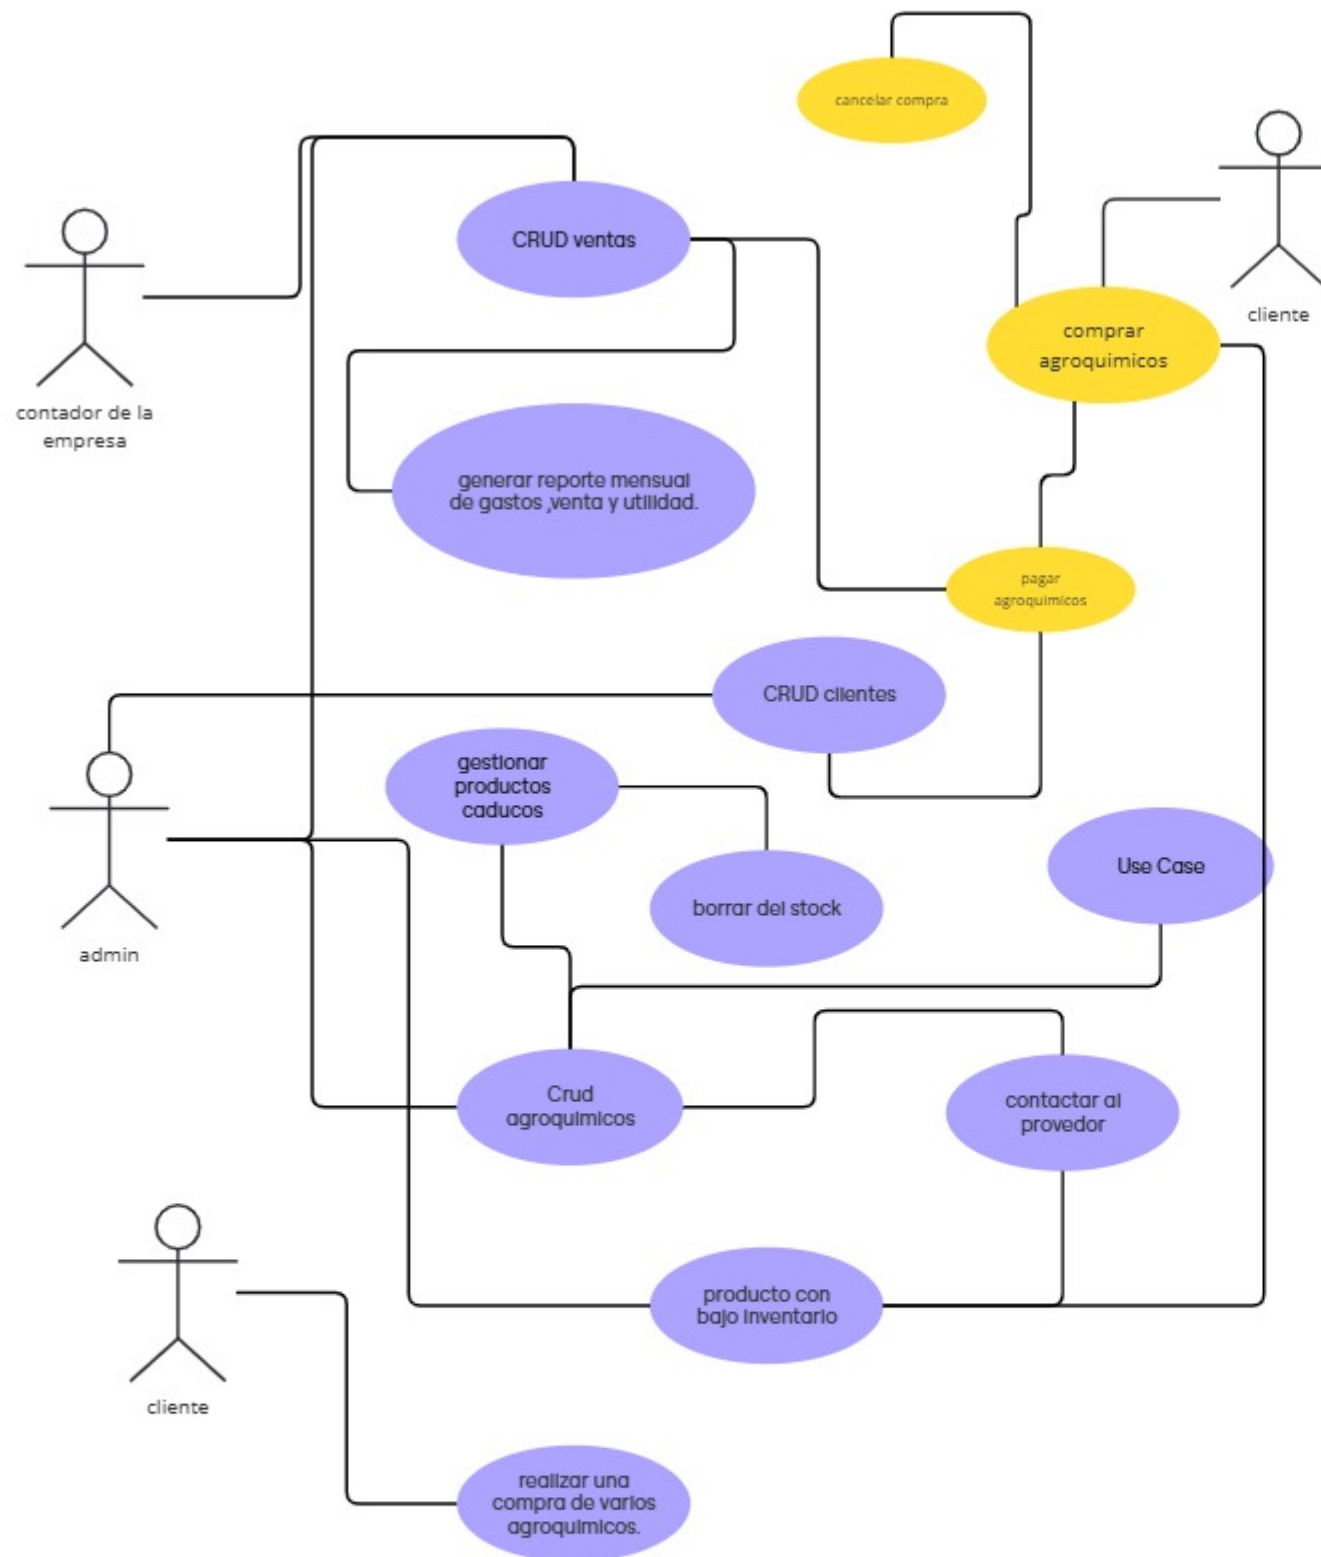 cancelar compra
CRUD ventas
comprar
agroquimicos
cliente
contador de la
empresa
generar reporte mensual
de gastos ,venta y utilidad.
pagar
agroquimicos
CRUD clientes
gestionar
productos
caducos
Use Case
borrar del stock
admin
Crud
agroquimicos
contactar al
provedor
producto con
bajo inventario
cliente
realizar una
compra de varios
agroquimicos.